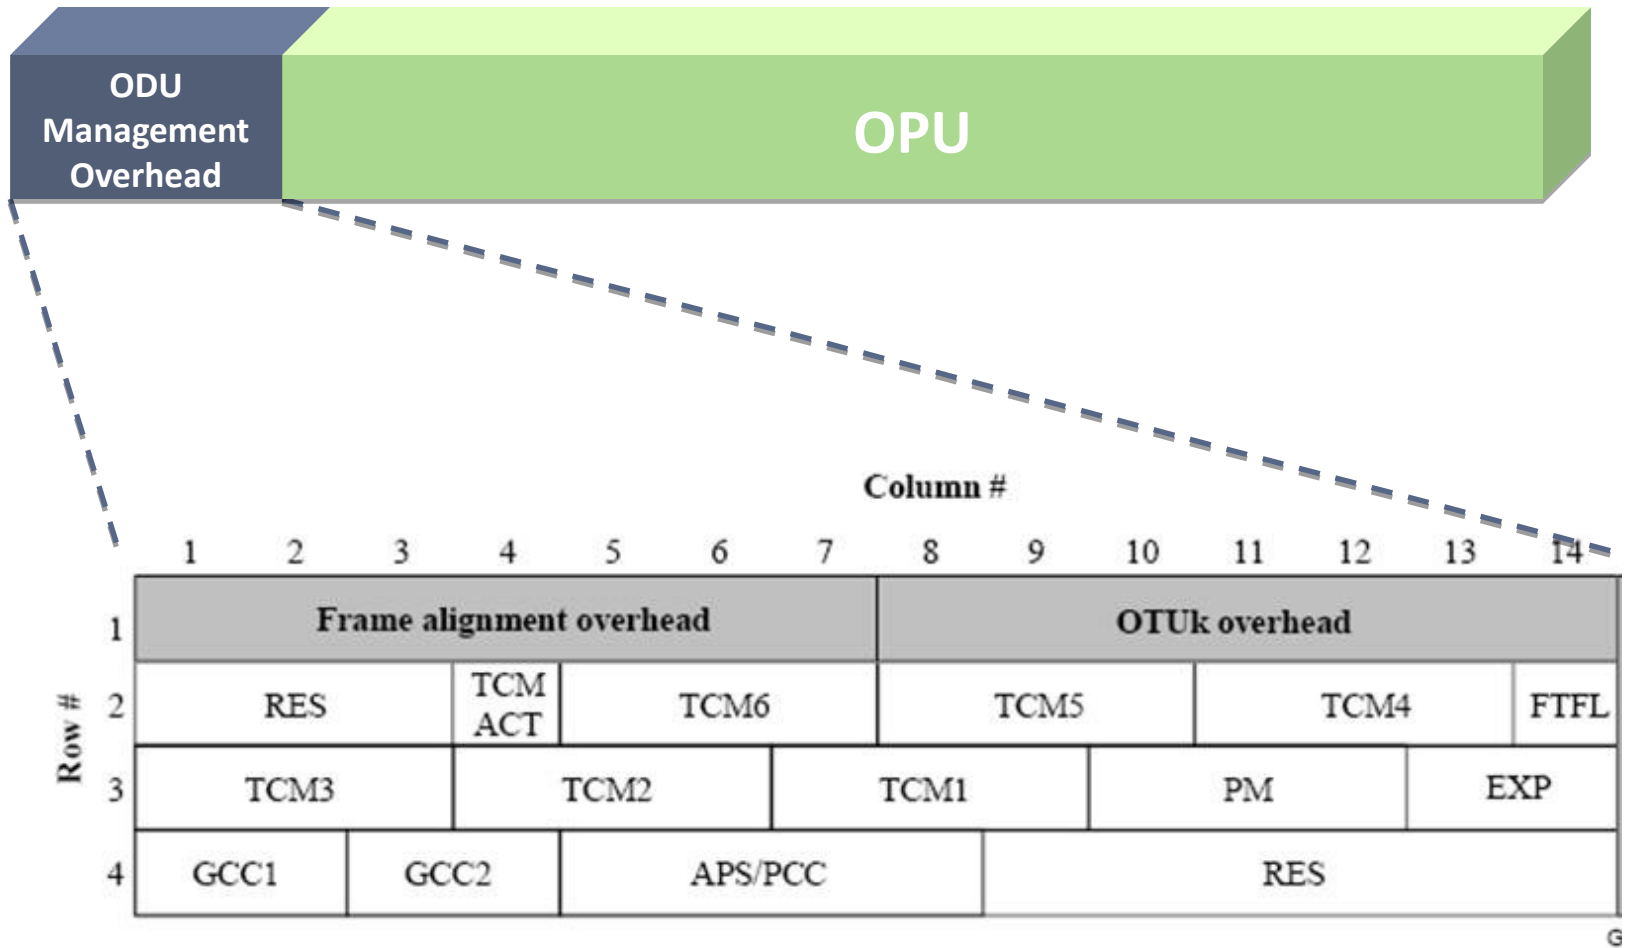 ODU
Management
Overhead
OPU
Column #
1 2 3 4 5 6 7 8 9 10 11 12 13 14
Row #
1 Frame alignment overhead OTUk overhead
2 RES TCM ACT TCM6 TCM5 TCM4 FTFL
3 TCM3 TCM2 TCM1 PM EXP
4 GCC1 GCC2 APS/PCC RES